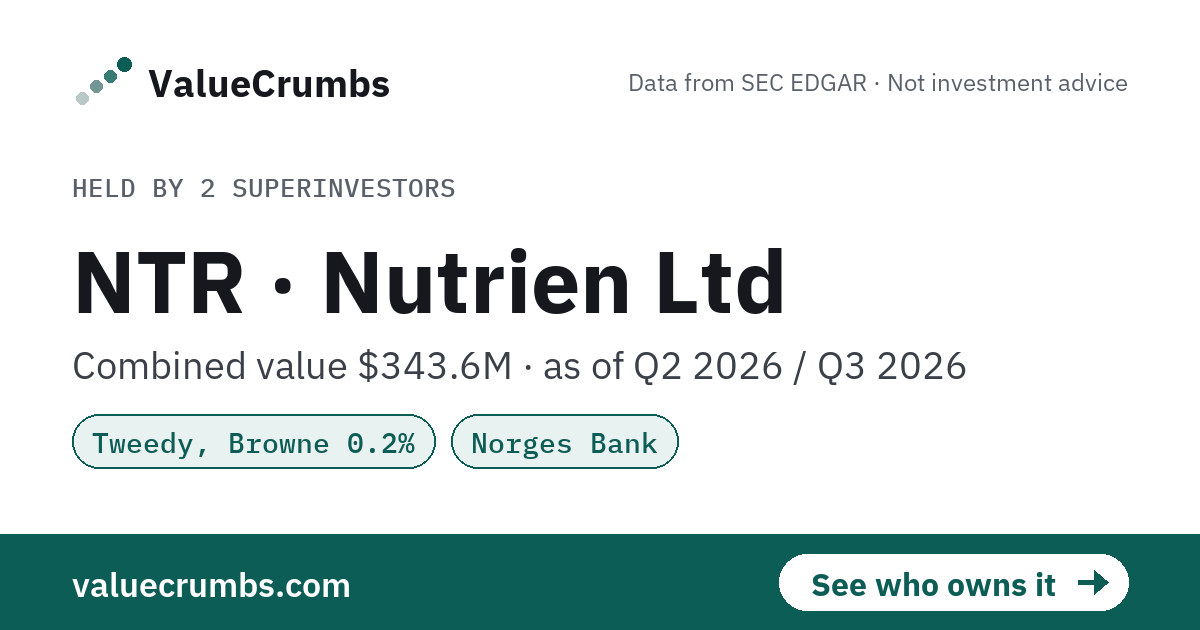 ValueCrumbs
Data from SEC EDGAR · Not investment advice
HELD BY 2 SUPERINVESTORS
NTR · Nutrien Ltd
Combined value $343.6M · as of Q2 2026 / Q3 2026
Tweedy, Browne 0.2%
Norges Bank
valuecrumbs.com
See who owns it →